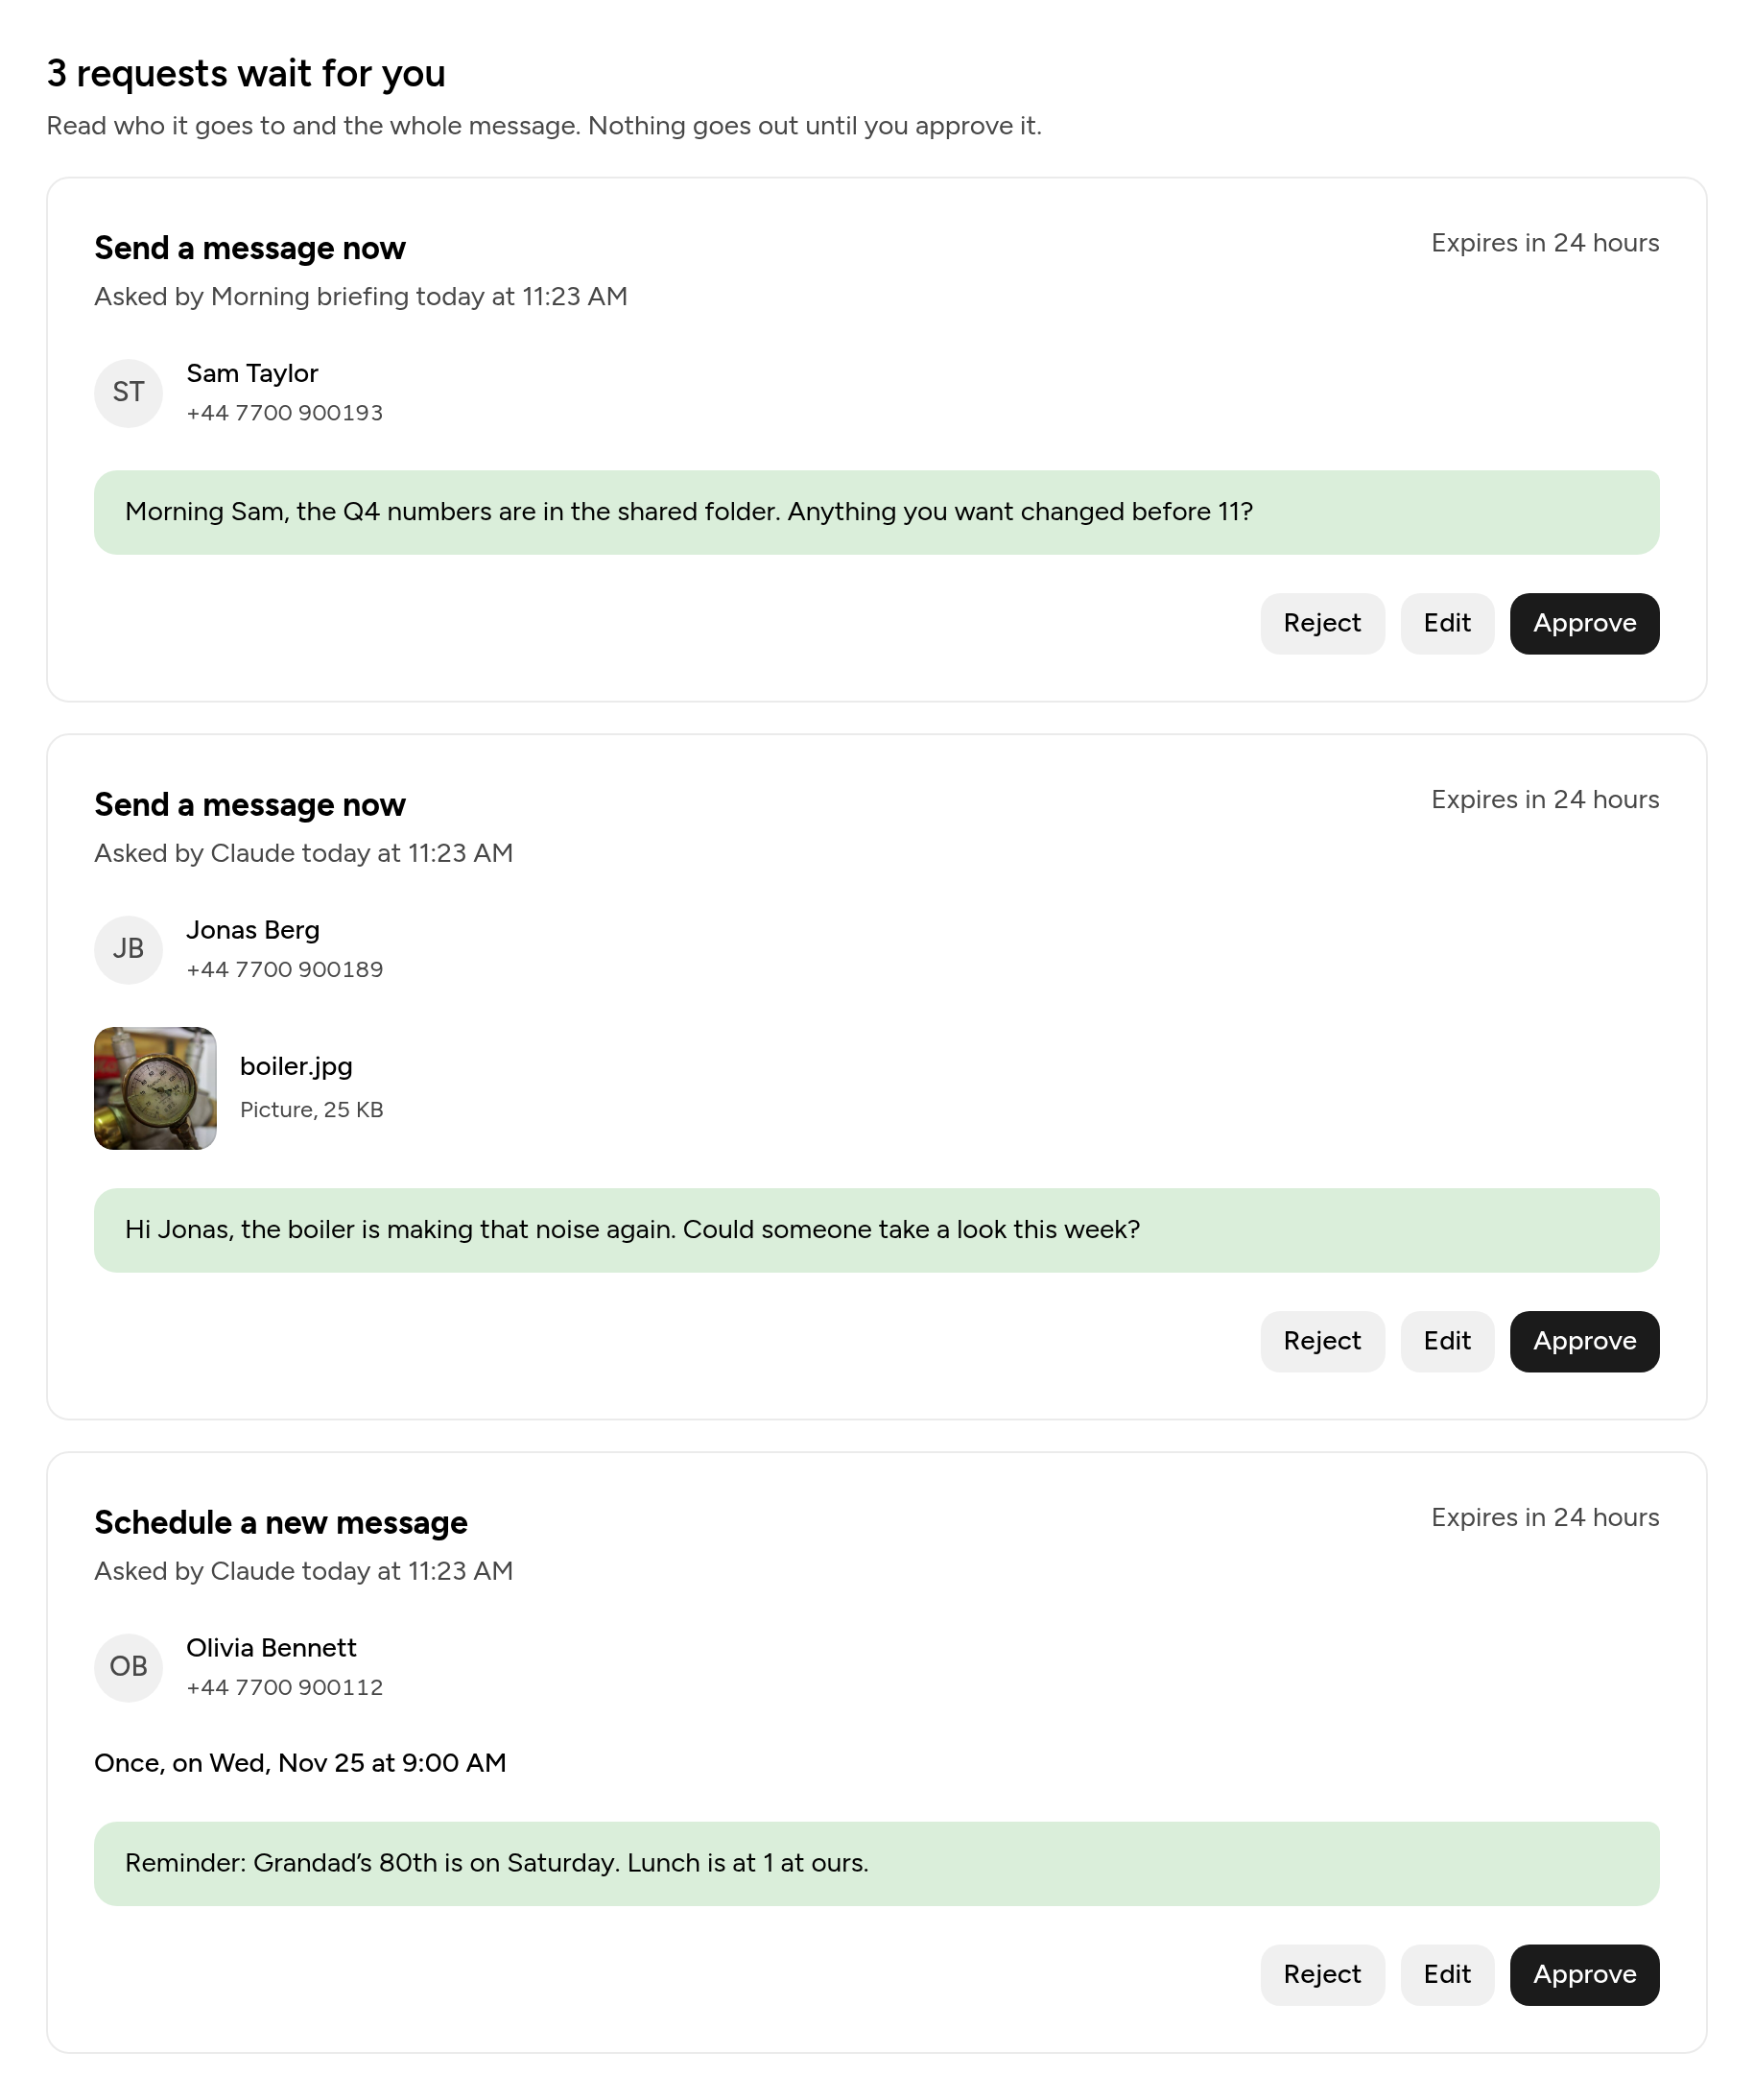 3 requests wait for you
Read who it goes to and the whole message. Nothing goes out until you approve it.
Send a message now
Expires in 24 hours
Asked by Morning briefing today at 11:23 AM
ST
Sam Taylor
+44 7700 900193
Morning Sam, the Q4 numbers are in the shared folder. Anything you want changed before 11?
Reject
Edit
Approve
Send a message now
Expires in 24 hours
Asked by Claude today at 11:23 AM
JB
Jonas Berg
+44 7700 900189
boiler.jpg
Picture, 25 KB
Hi Jonas, the boiler is making that noise again. Could someone take a look this week?
Reject
Edit
Approve
Schedule a new message
Expires in 24 hours
Asked by Claude today at 11:23 AM
OB
Olivia Bennett
+44 7700 900112
Once, on Wed, Nov 25 at 9:00 AM
Reminder: Grandad’s 80th is on Saturday. Lunch is at 1 at ours.
Reject
Edit
Approve